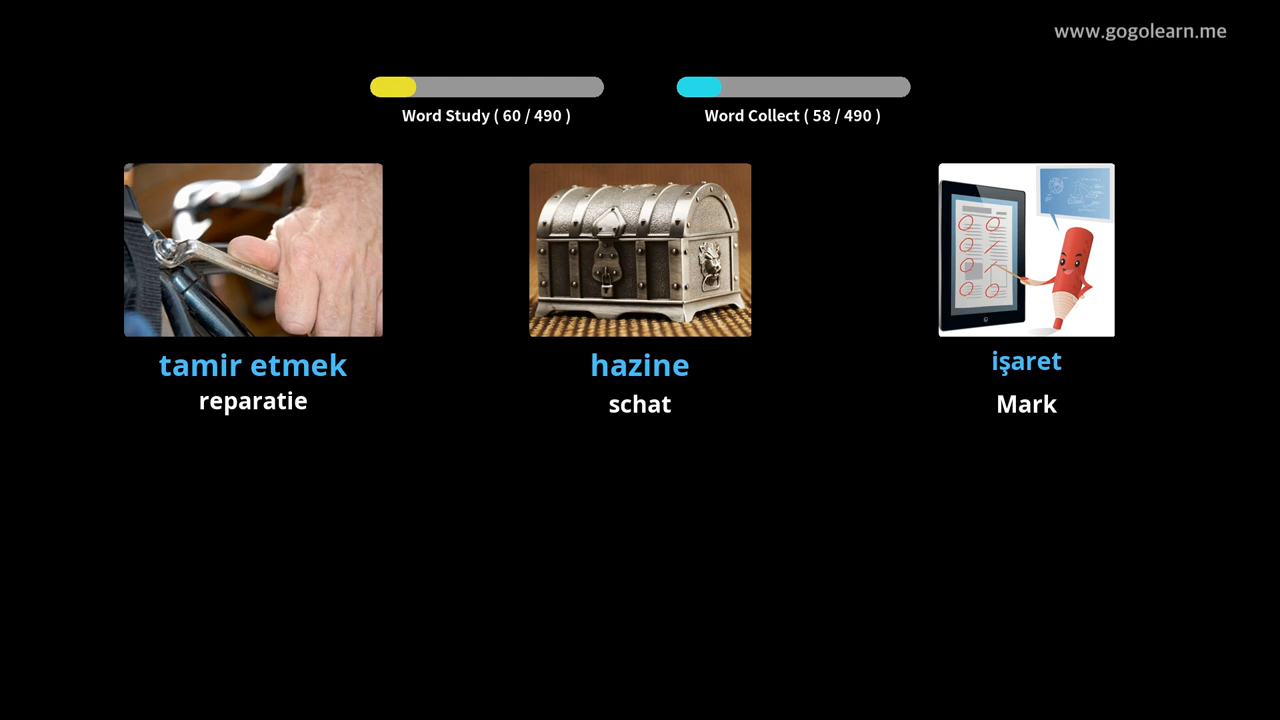 www.gogolearn.me
Word Study ( 60 / 490 )
Word Collect ( 58 / 490 )
tamir etmek
reparatie
hazine
schat
işaret
Mark